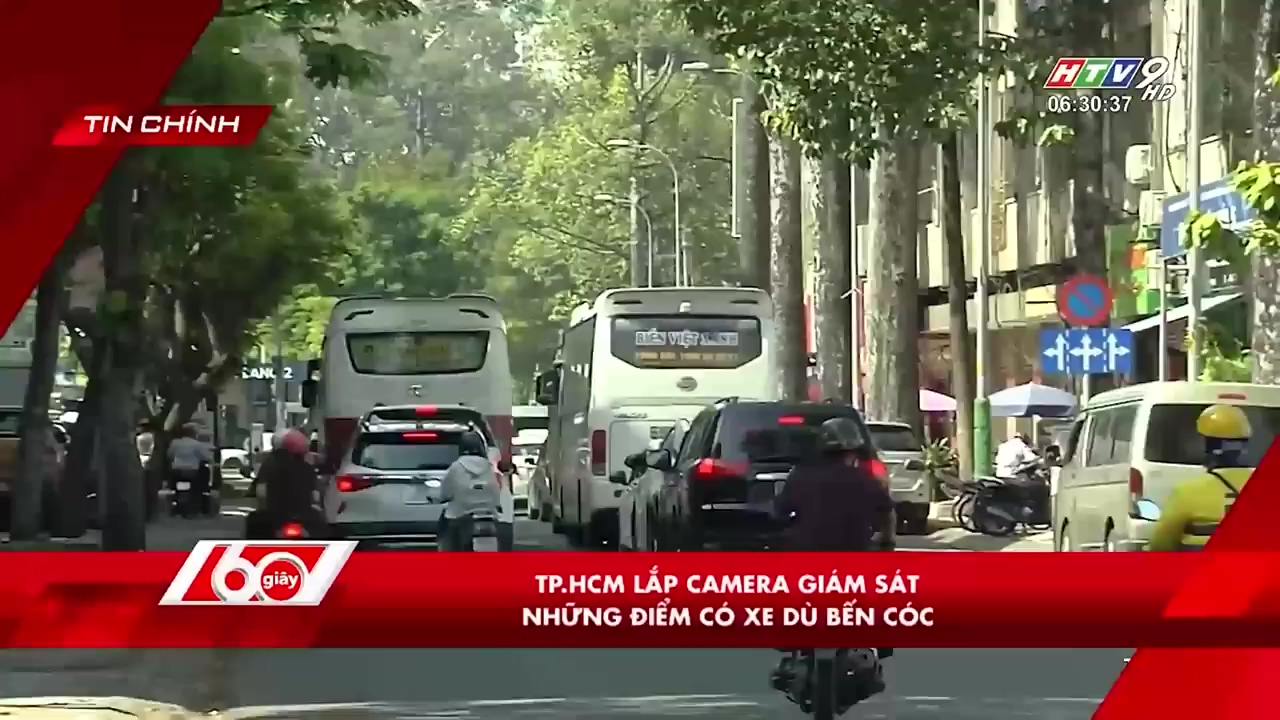 TIN CHÍNH
HTV9 HD
06:30:37
60 giây
TP.HCM LẮP CAMERA GIÁM SÁT
NHỮNG ĐIỂM CÓ XE DÙ BẾN CÓC